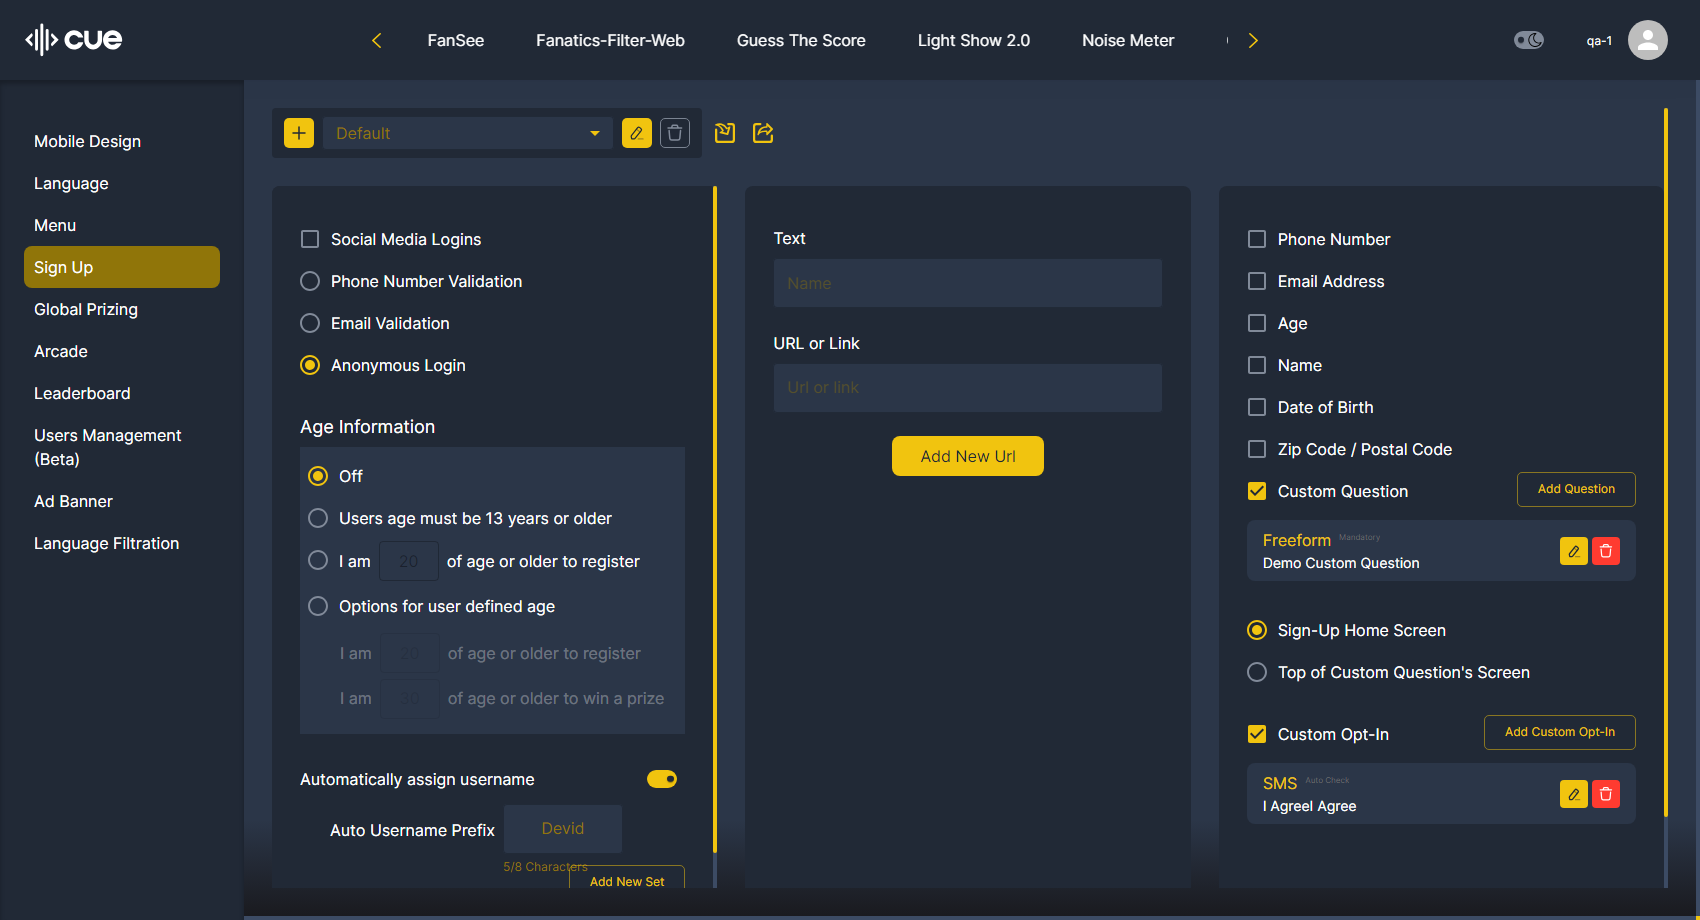 cue
FanSee
Fanatics-Filter-Web
Guess The Score
Light Show 2.0
Noise Meter
qa-1
Mobile Design
Language
Menu
Sign Up
Global Prizing
Arcade
Leaderboard
Users Management
(Beta)
Ad Banner
Language Filtration
Default
Social Media Logins
Phone Number Validation
Email Validation
Anonymous Login
Age Information
Off
Users age must be 13 years or older
I am 20 of age or older to register
Options for user defined age
I am 20 of age or older to register
I am 30 of age or older to win a prize
Automatically assign username
Auto Username Prefix Devid
5/8 Characters
Add New Set
Text
Name
URL or Link
Url or link
Add New Url
Phone Number
Email Address
Age
Name
Date of Birth
Zip Code / Postal Code
Custom Question Add Question
Freeform Mandatory
Demo Custom Question
Sign-Up Home Screen
Top of Custom Question's Screen
Custom Opt-In Add Custom Opt-In
SMS Auto Check
I AgreeI Agree